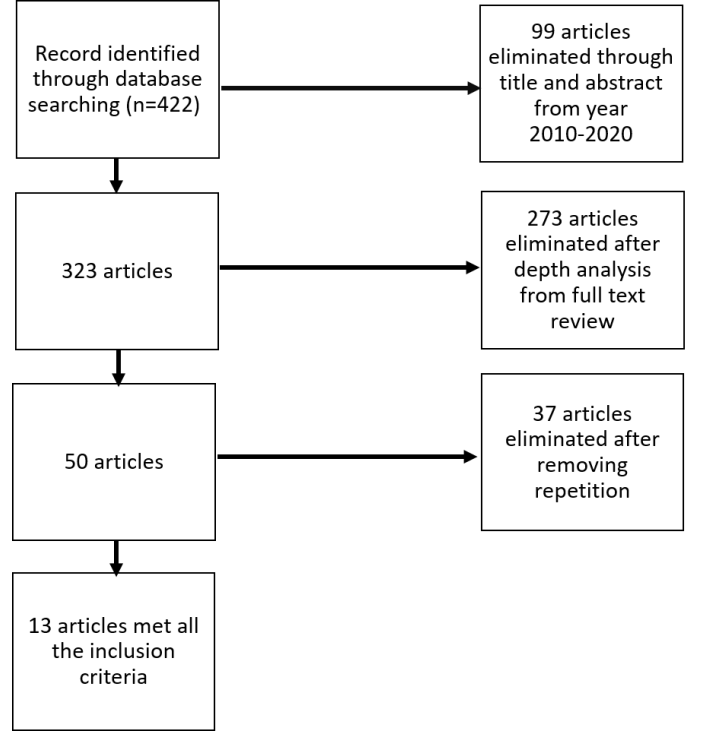 Record identified
through database
searching (n=422)
99 articles
eliminated through
title and abstract
from year
2010-2020
323 articles
273 articles
eliminated after
depth analysis
from full text
review
50 articles
37 articles
eliminated after
removing
repetition
13 articles met all
the inclusion
criteria